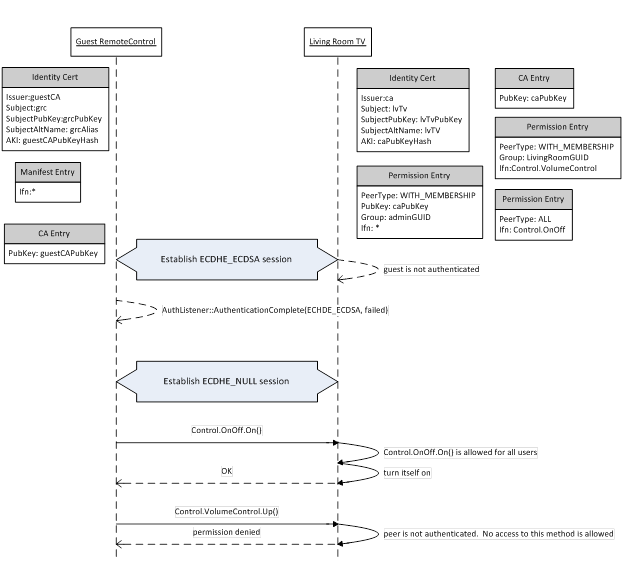 Guest RemoteControl
Living Room TV
Identity Cert
Issuer:guestCA
Subject:grc
SubjectPubKey:grcPubKey
SubjectAltName: grcAlias
AKI: guestCAPubKeyHash
Manifest Entry
Ifn:*
CA Entry
PubKey: guestCAPubKey
Identity Cert
Issuer:ca
Subject: lvTv
SubjectPubKey: lvTvPubKey
SubjectAltName: lvTV
AKI: caPubKeyHash
CA Entry
PubKey: caPubKey
Permission Entry
PeerType: WITH_MEMBERSHIP
Group: LivingRoomGUID
Ifn:Control.VolumeControl
Permission Entry
PeerType: WITH_MEMBERSHIP
PubKey: caPubKey
Group: adminGUID
Ifn: *
Permission Entry
PeerType: ALL
Ifn: Control.OnOff
Establish ECDHE_ECDSA session
guest is not authenticated
AuthListener::AuthenticationComplete(ECHDE_ECDSA, failed)
Establish ECDHE_NULL session
Control.OnOff.On()
Control.OnOff.On() is allowed for all users
OK
turn itself on
Control.VolumeControl.Up()
permission denied
peer is not authenticated. No access to this method is allowed